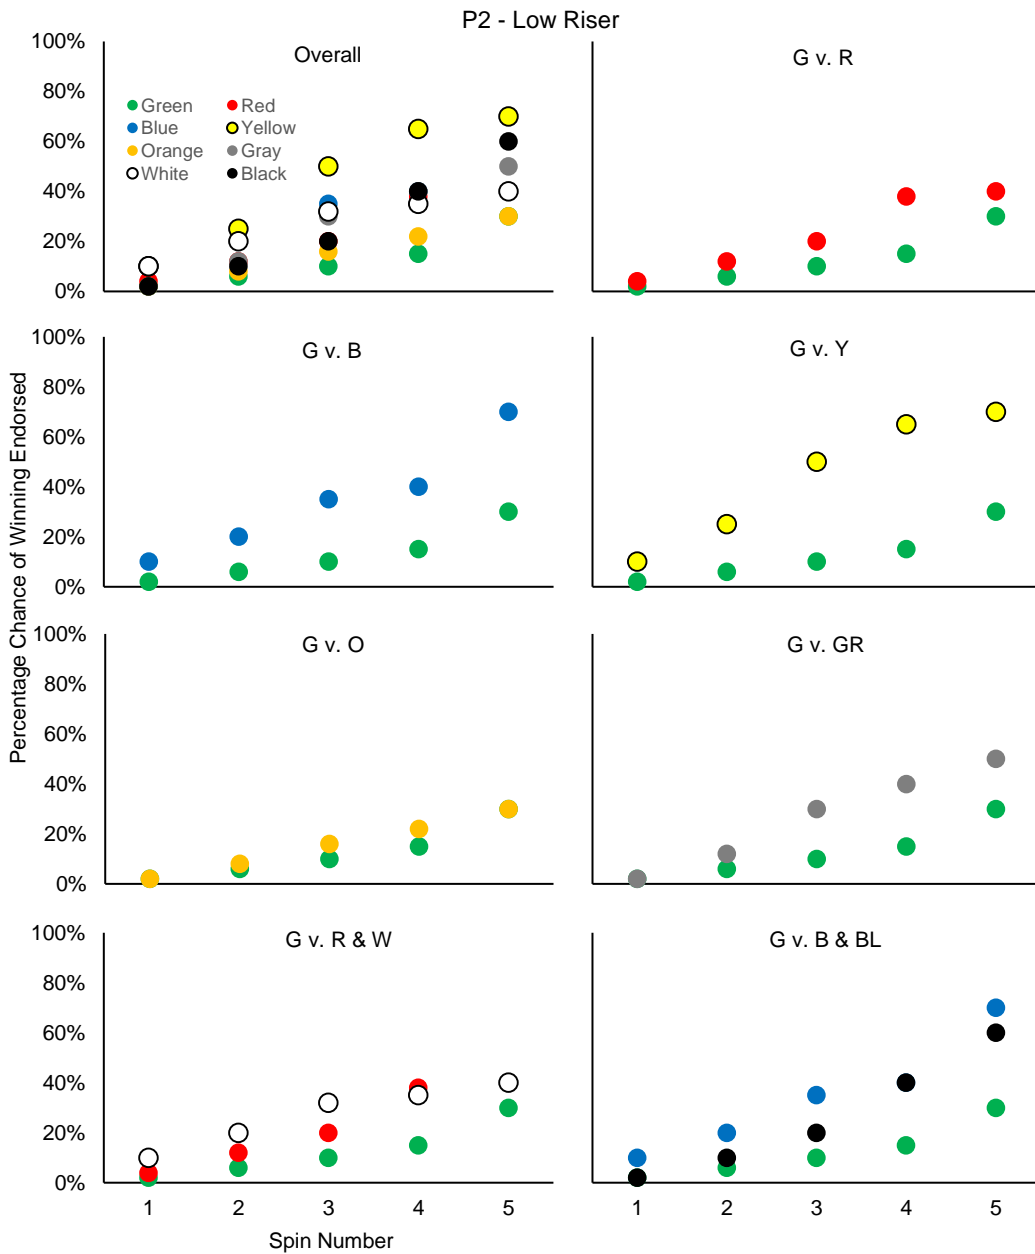 P2 - Low Riser
Percentage Chance of Winning Endorsed
Overall
100%
80%
60%
40%
20%
0%
Green Red
Blue Yellow
Orange Gray
White Black
G v. R
G v. B
100%
80%
60%
40%
20%
0%
G v. Y
G v. O
100%
80%
60%
40%
20%
0%
G v. GR
G v. R & W
100%
80%
60%
40%
20%
0%
1 2 3 4 5
Spin Number
G v. B & BL
1 2 3 4 5